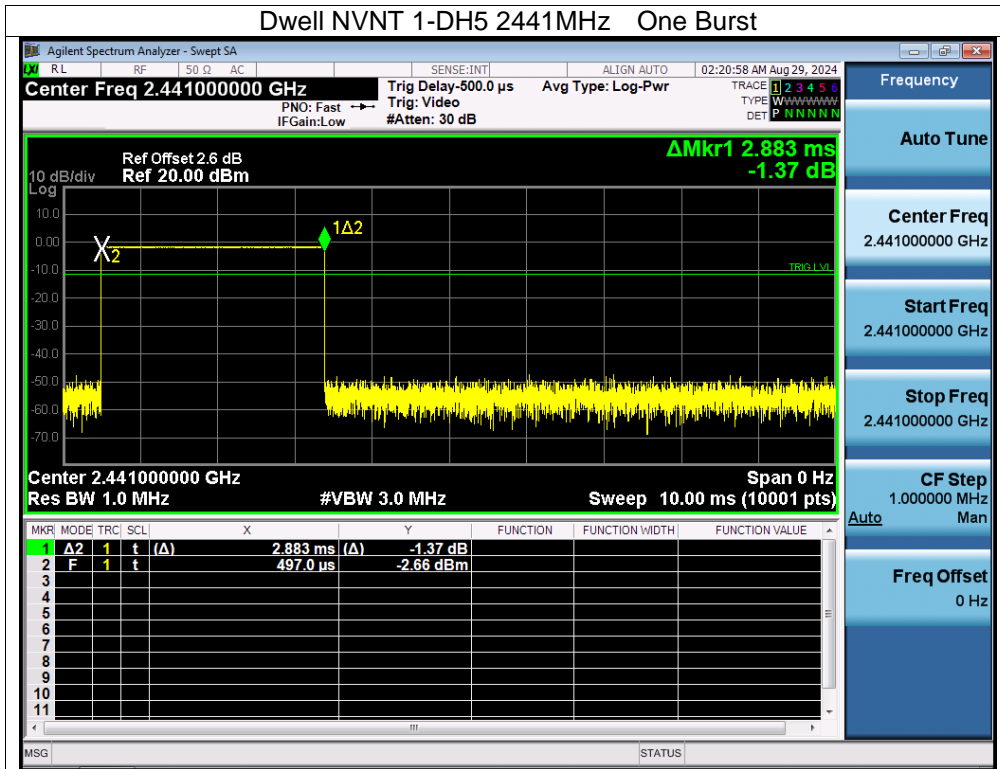 Dwell NVNT 1-DH5 2441MHz One Burst
Agilent Spectrum Analyzer - Swept SA
LXI RL RF 50 Ω AC SENSE:INT ALIGN AUTO 02:20:58 AM Aug 29, 2024
Center Freq 2.441000000 GHz
Trig Delay-500.0 µs Avg Type: Log-Pwr TRACE 1 2 3 4 5 6
PNO: Fast Trig: Video TYPE WWWWWW
IFGain:Low #Atten: 30 dB DET P N N N N N
Frequency
Auto Tune
Center Freq
2.441000000 GHz
Start Freq
2.441000000 GHz
Stop Freq
2.441000000 GHz
CF Step
1.000000 MHz
Auto Man
Freq Offset
0 Hz
ΔMkr1 2.883 ms
-1.37 dB
Ref Offset 2.6 dB
10 dB/div Ref 20.00 dBm
Log
10.0
0.00
-10.0
-20.0
-30.0
-40.0
-50.0
-60.0
-70.0
1Δ2
2
TRIG LVL
Center 2.441000000 GHz Span 0 Hz
Res BW 1.0 MHz #VBW 3.0 MHz Sweep 10.00 ms (10001 pts)
MKR MODE TRC SCL X Y FUNCTION FUNCTION WIDTH FUNCTION VALUE
1 Δ2 1 t (Δ) 2.883 ms (Δ) -1.37 dB
2 F 1 t 497.0 µs -2.66 dBm
3
4
5
6
7
8
9
10
11
MSG STATUS